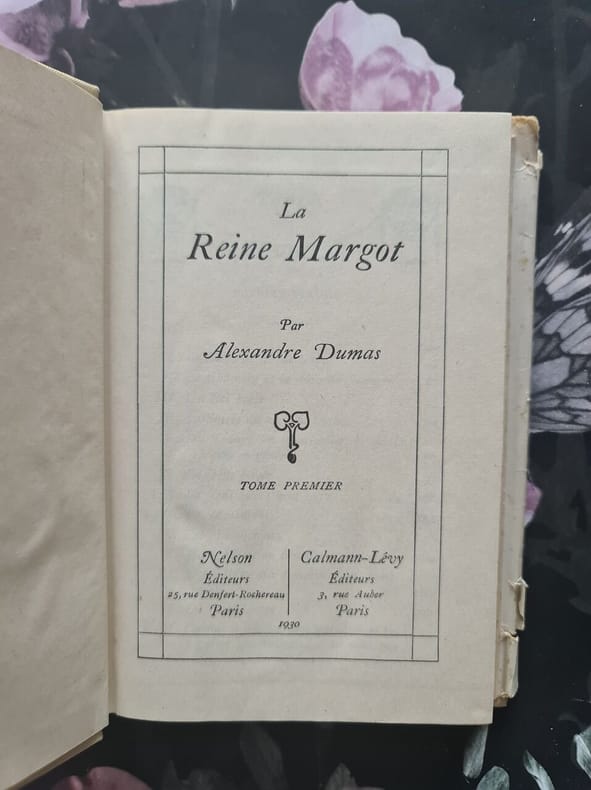 La
Reine Margot
Par
Alexandre Dumas
TOME PREMIER
Nelson
Éditeurs
25, rue Denfert-Rochereau
Paris
Calmann-Lévy
Éditeurs
3, rue Auber
Paris
1930